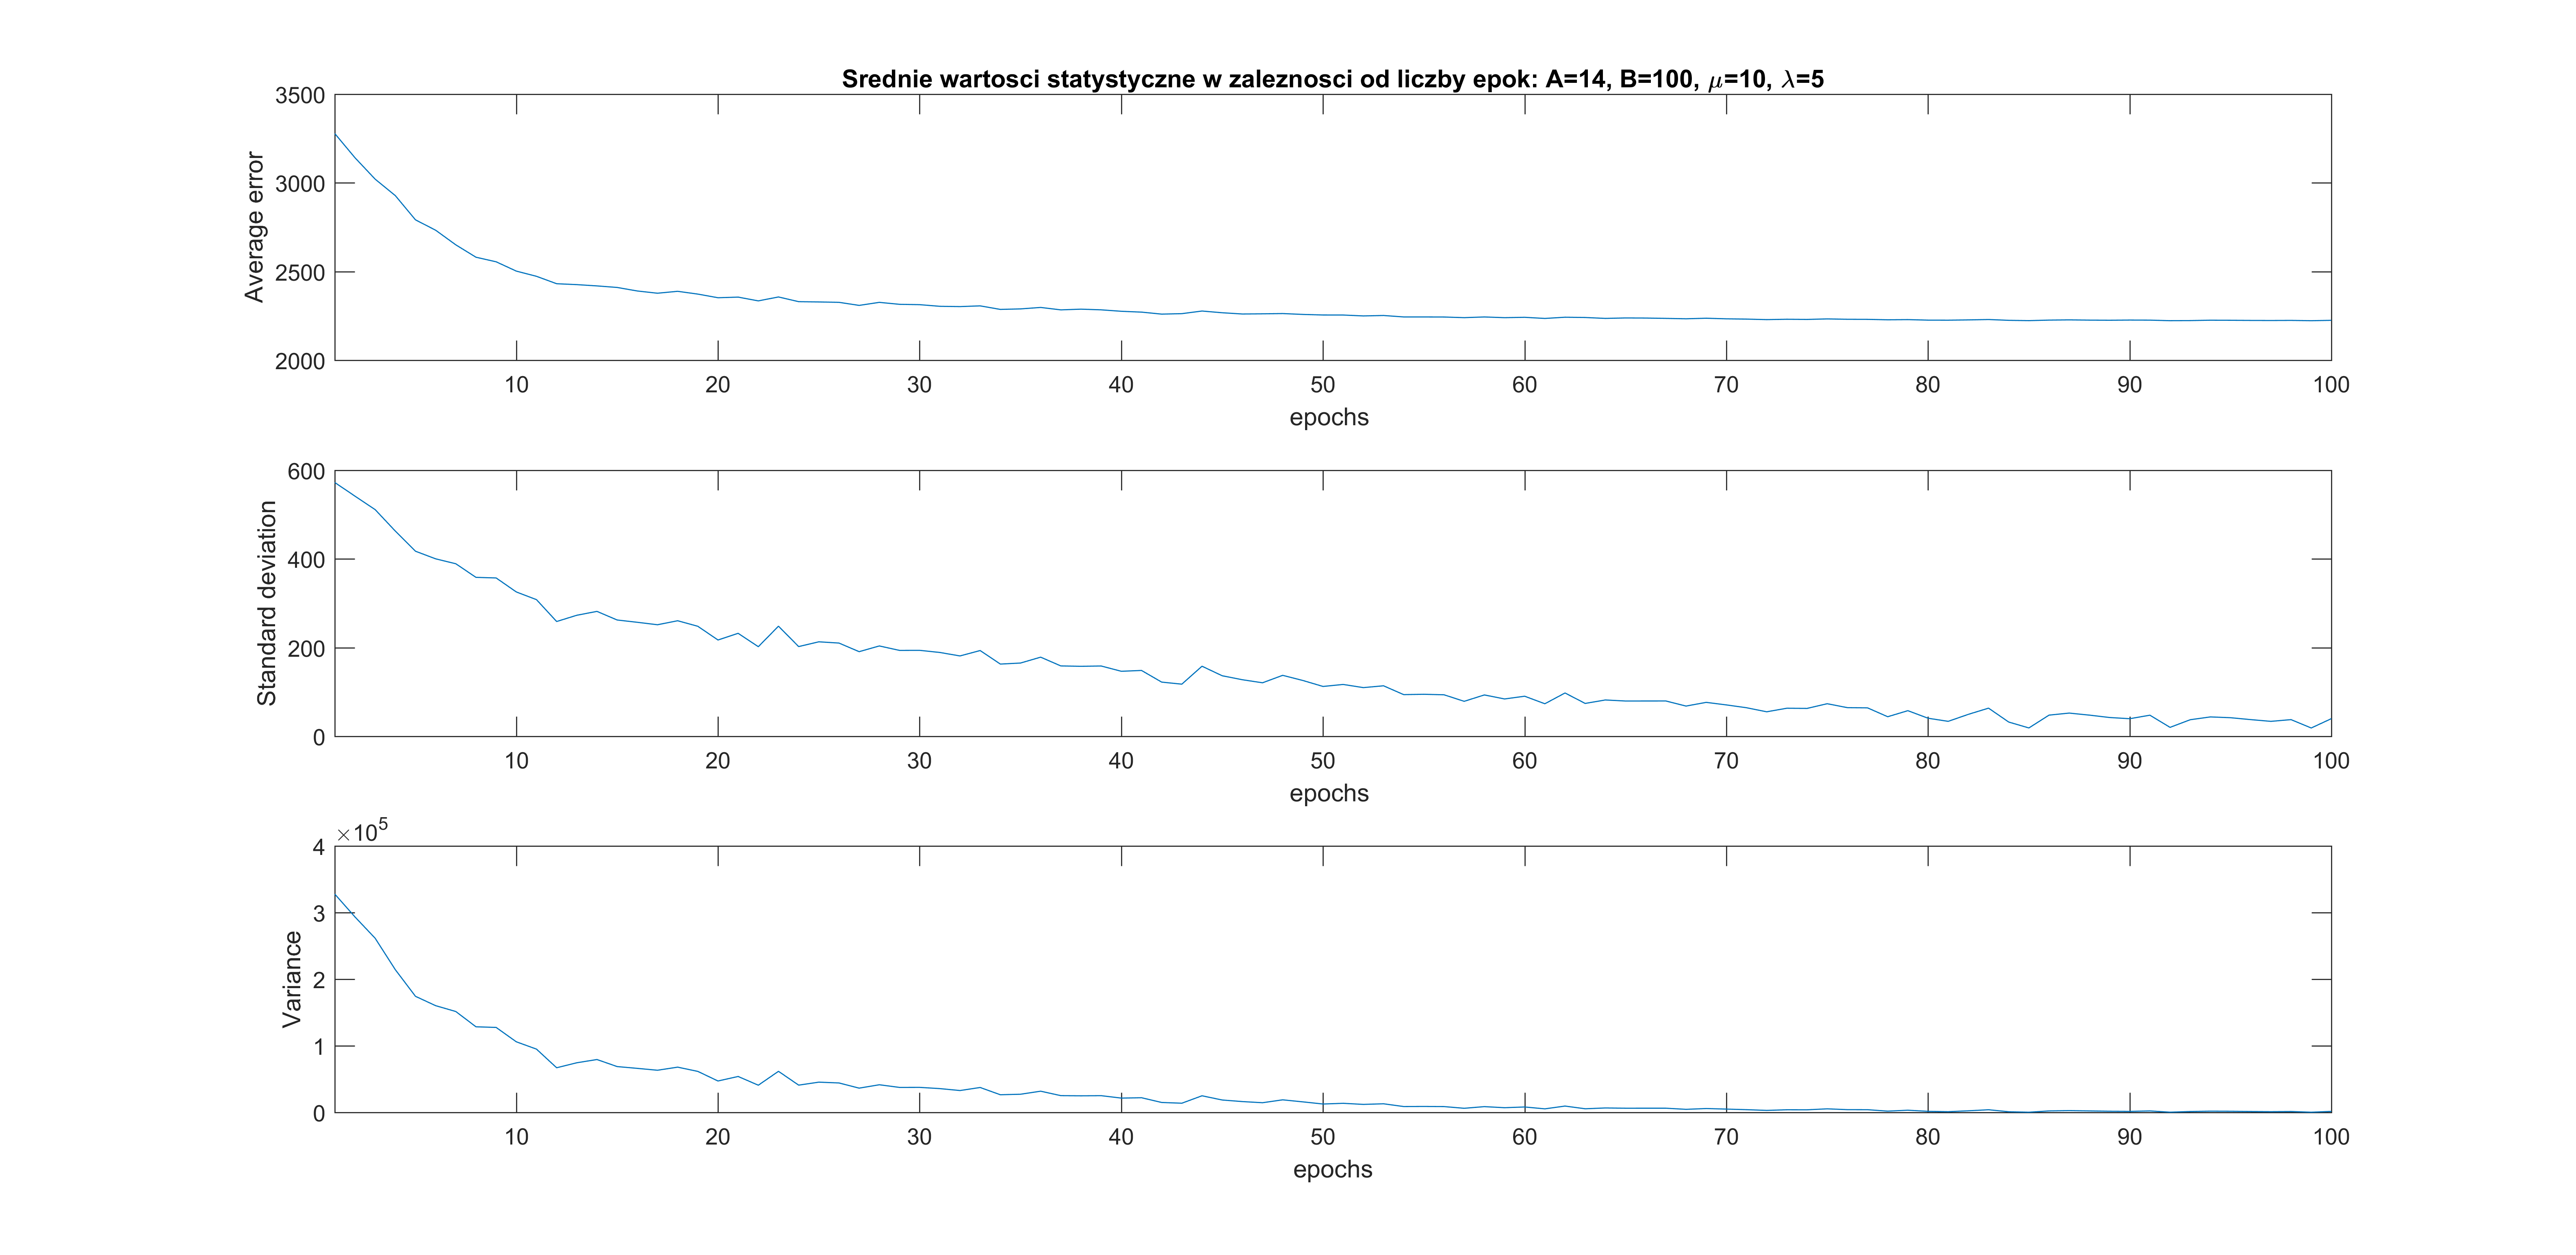 Srednie wartosci statystyczne w zaleznosci od liczby epok: A=14, B=100, μ=10, λ=5
3500
3000
2500
2000
Average error
10 20 30 40 50 60 70 80 90 100
epochs
600
400
200
0
Standard deviation
10 20 30 40 50 60 70 80 90 100
epochs
×10⁵
4
3
2
1
0
Variance
10 20 30 40 50 60 70 80 90 100
epochs